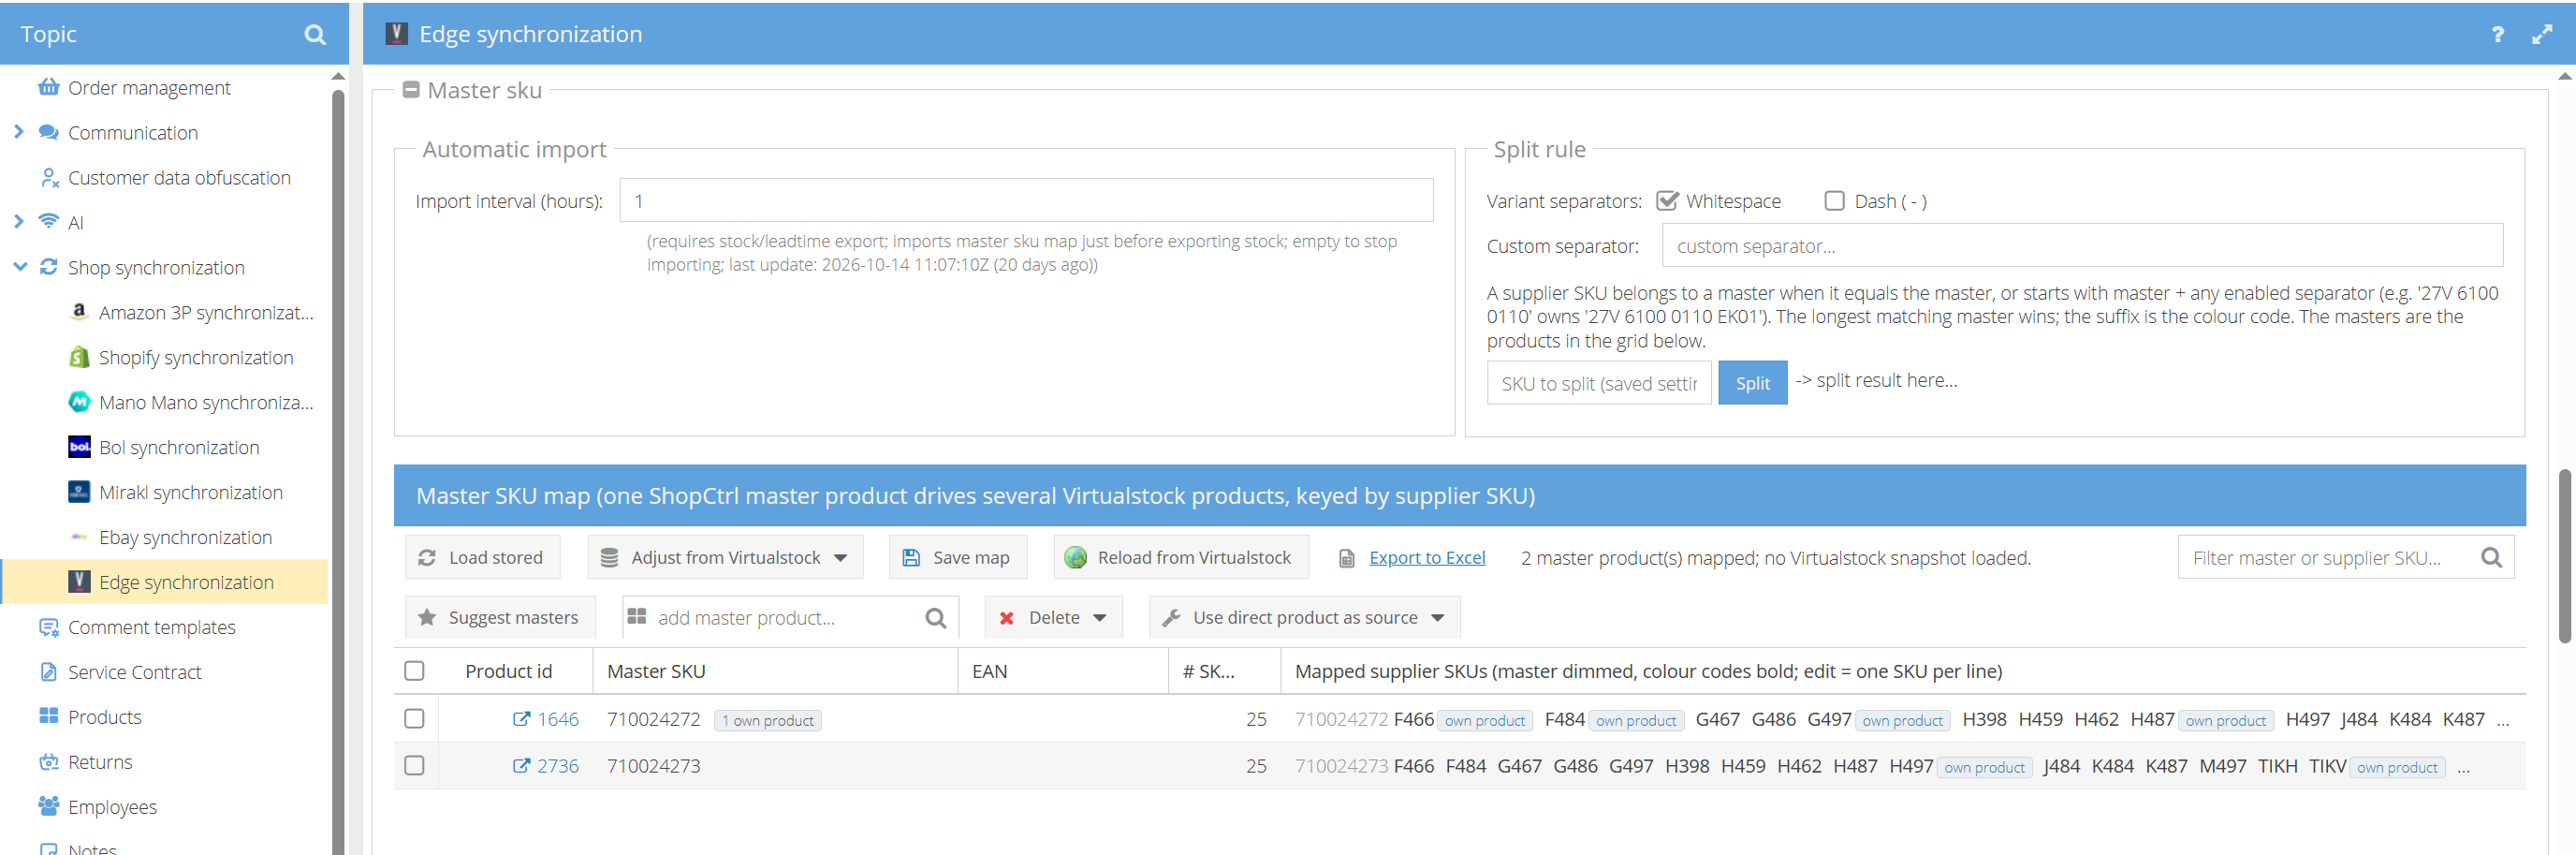 Topic
Order management
Communication
Customer data obfuscation
AI
Shop synchronization
Amazon 3P synchronizat...
Shopify synchronization
Mano Mano synchroniza...
Bol synchronization
Mirakl synchronization
Ebay synchronization
Edge synchronization
Comment templates
Service Contract
Products
Returns
Employees
Notes
Edge synchronization
?
Master sku
Automatic import
Import interval (hours): 1
(requires stock/leadtime export; imports master sku map just before exporting stock; empty to stop
importing; last update: 2026-10-14 11:07:10Z (20 days ago))
Split rule
Variant separators: Whitespace Dash ( - )
Custom separator: custom separator...
A supplier SKU belongs to a master when it equals the master, or starts with master + any enabled separator (e.g. '27V 6100
0110' owns '27V 6100 0110 EK01'). The longest matching master wins; the suffix is the colour code. The masters are the
products in the grid below.
SKU to split (saved settin Split -> split result here...
Master SKU map (one ShopCtrl master product drives several Virtualstock products, keyed by supplier SKU)
Load stored Adjust from Virtualstock Save map Reload from Virtualstock Export to Excel 2 master product(s) mapped; no Virtualstock snapshot loaded. Filter master or supplier SKU...
Suggest masters add master product... Delete Use direct product as source
Product id Master SKU EAN # SK... Mapped supplier SKUs (master dimmed, colour codes bold; edit = one SKU per line)
1646 710024272 1 own product 25 710024272 F466 own product F484 own product G467 G486 G497 own product H398 H459 H462 H487 own product H497 J484 K484 K487 ...
2736 710024273 25 710024273 F466 F484 G467 G486 G497 H398 H459 H462 H487 H497 own product J484 K484 K487 M497 TIKH TIKV own product ...